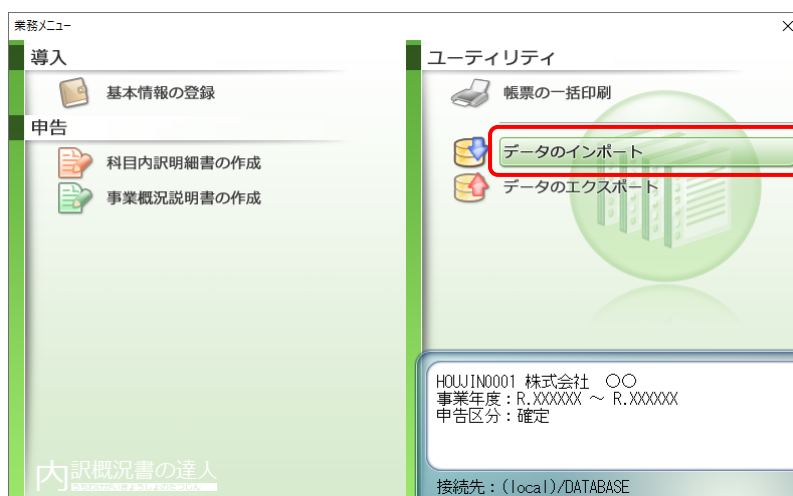 業務メニュー
導入
基本情報の登録
申告
科目内訳明細書の作成
事業概況説明書の作成
ユーティリティ
帳票の一括印刷
データのインポート
データのエクスポート
HOUJIN0001 株式会社 〇〇
事業年度：R.XXXXXX ～ R.XXXXXX
申告区分：確定
接続先：(local)/DATABASE
内訳概況書の達人